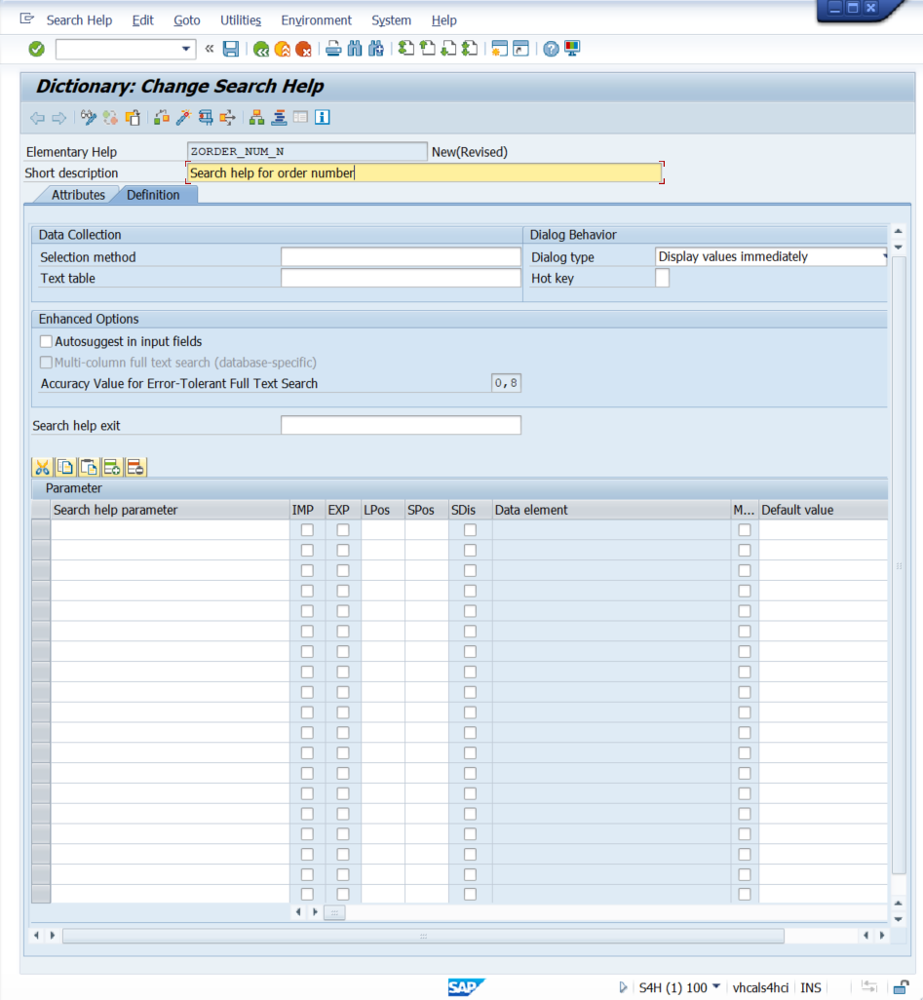 Search Help Edit Goto Utilities Environment System Help
Dictionary: Change Search Help
Elementary Help ZORDER_NUM_N New(Revised)
Short description Search help for order number
Attributes Definition
Data Collection Dialog Behavior
Selection method Dialog type Display values immediately
Text table Hot key
Enhanced Options
Autosuggest in input fields
Multi-column full text search (database-specific)
Accuracy Value for Error-Tolerant Full Text Search 0,8
Search help exit
Parameter
Search help parameter IMP EXP LPos SPos SDis Data element M... Default value
SAP S4H (1) 100 vhcals4hci INS